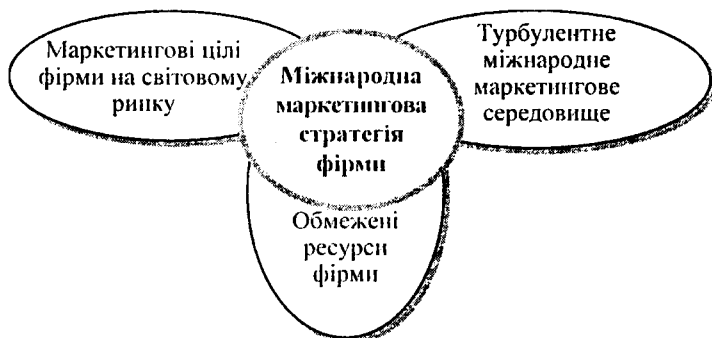 Маркетингові цілі
фірми на світовому
ринку
Міжнародна
маркетингова
стратегія
фірми
Турбулентне
міжнародне
маркетингове
середовище
Обмежені
ресурси
фірми